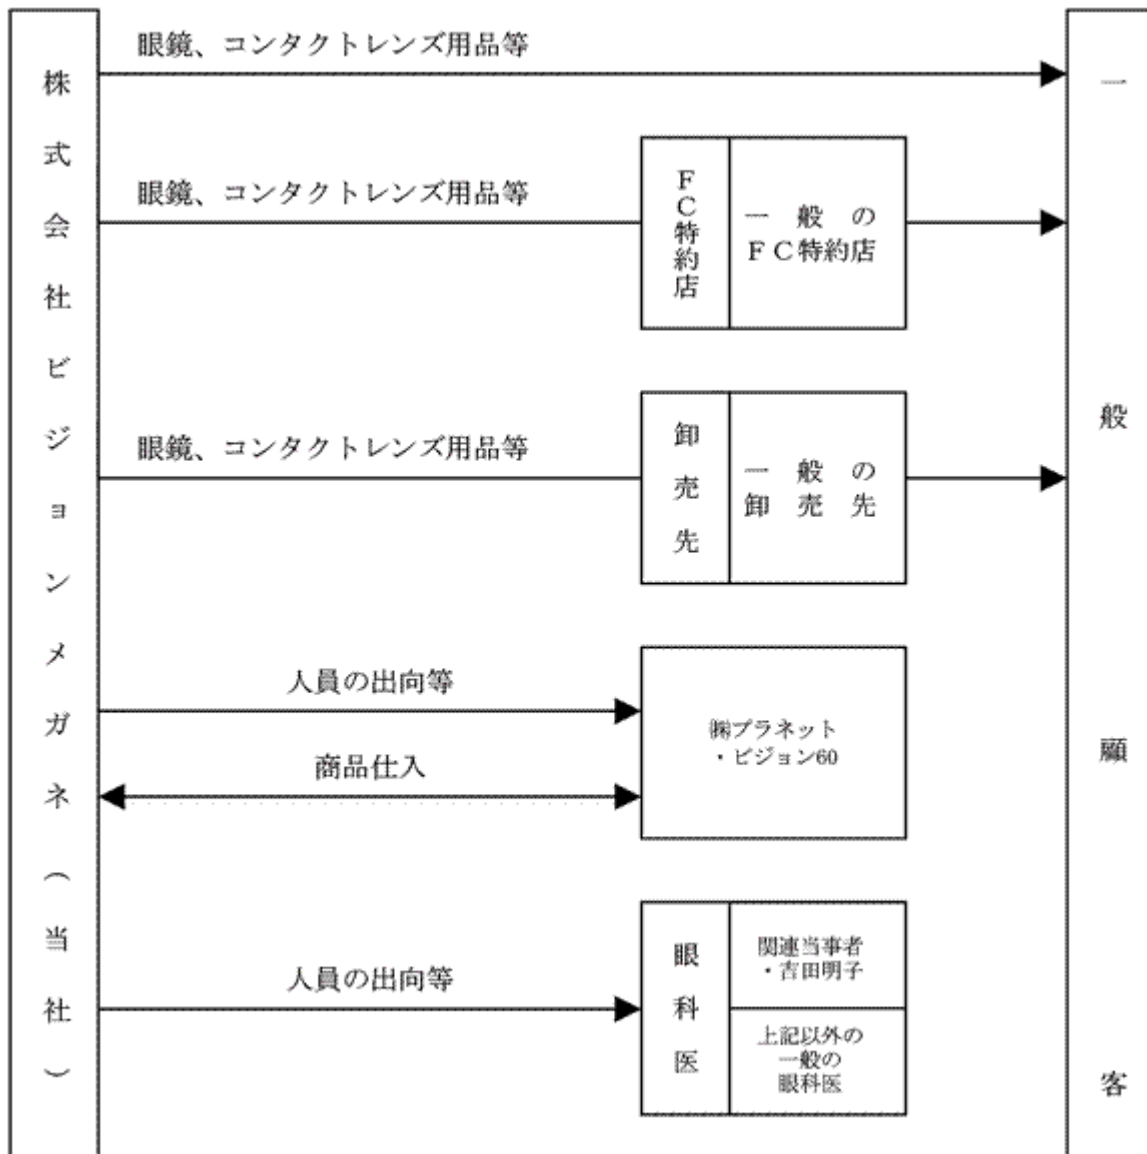 株式会社ビジョンメガネ(当社)
眼鏡、コンタクトレンズ用品等
眼鏡、コンタクトレンズ用品等
FC特約店
一般の
FC特約店
眼鏡、コンタクトレンズ用品等
卸売先
一般の
卸売先
人員の出向等
商品仕入
㈱プラネット
・ビジョン60
人員の出向等
眼科医
関連当事者
・吉田明子
上記以外の
一般の
眼科医
一般顧客